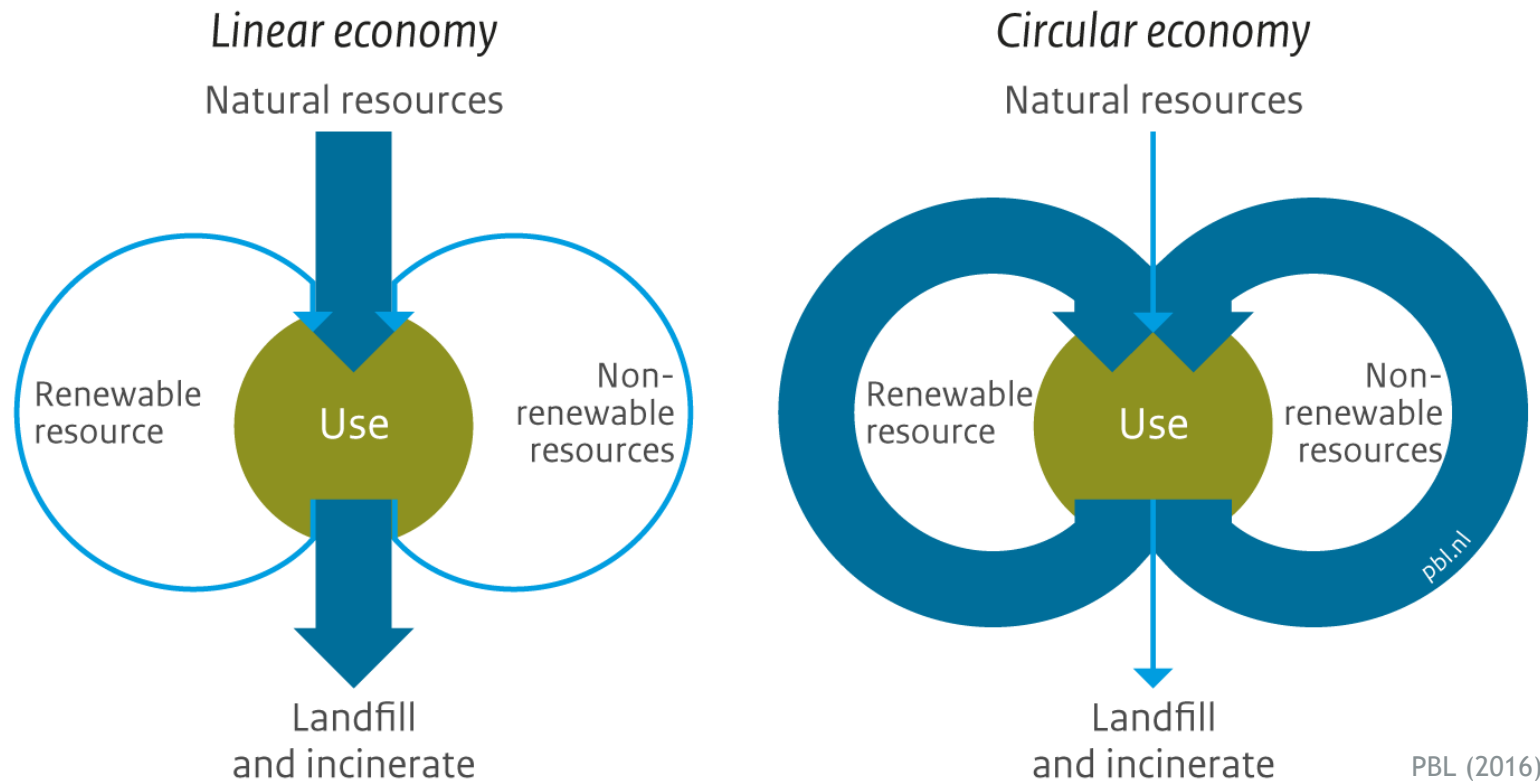 Linear economy
Natural resources
Renewable
resource
Use
Non-
renewable
resources
Landfill
and incinerate
Circular economy
Natural resources
Renewable
resource
Use
Non-
renewable
resources
pbl.nl
Landfill
and incinerate
PBL (2016)